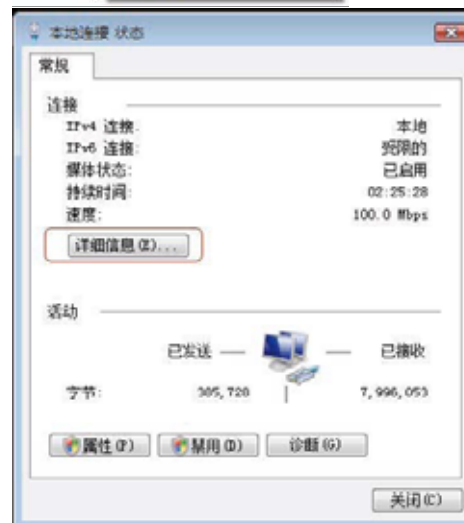 本地连接 状态
常规
连接
IPv4 连接: 本地
IPv6 连接: 受限的
媒体状态: 已启用
持续时间: 02:25:28
速度: 100.0 Mbps
详细信息(E)...
活动
已发送 — — 已接收
字节: 305,720 7,996,053
属性(P) 禁用(D) 诊断(G)
关闭(C)